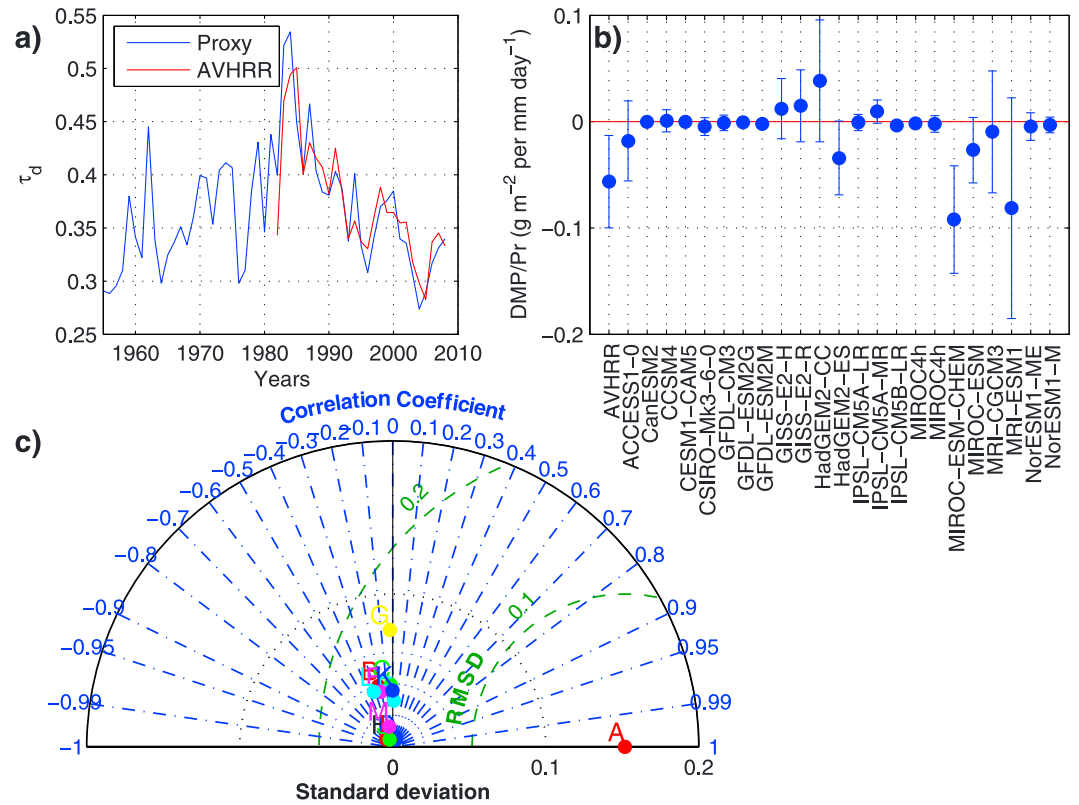 a)
Proxy
AVHRR
0.55
0.5
0.45
0.4
0.35
0.3
0.25
τd
1960 1970 1980 1990 2000 2010
Years
b)
0.1
0
−0.1
−0.2
DMP/Pr (g m−2 per mm day−1)
AVHRR
ACCESS1−0
CanESM2
CCSM4
CESM1−CAM5
CSIRO−Mk3−6−0
GFDL−CM3
GFDL−ESM2G
GFDL−ESM2M
GISS−E2−H
GISS−E2−R
HadGEM2−CC
HadGEM2−ES
IPSL−CM5A−LR
IPSL−CM5A−MR
IPSL−CM5B−LR
MIROC4h
MIROC4h
MIROC−ESM−CHEM
MIROC−ESM
MRI−CGCM3
MRI−ESM1
NorESM1−ME
NorESM1−M
c)
Correlation Coefficient
−1 −0.99 −0.95 −0.9 −0.8 −0.7 −0.6 −0.5 −0.4 −0.3 −0.2 −0.1 0 0.1 0.2 0.3 0.4 0.5 0.6 0.7 0.8 0.9 0.95 0.99 1
0.2
0.1
RMSD
G
K
M
A
0 0.1 0.2
Standard deviation